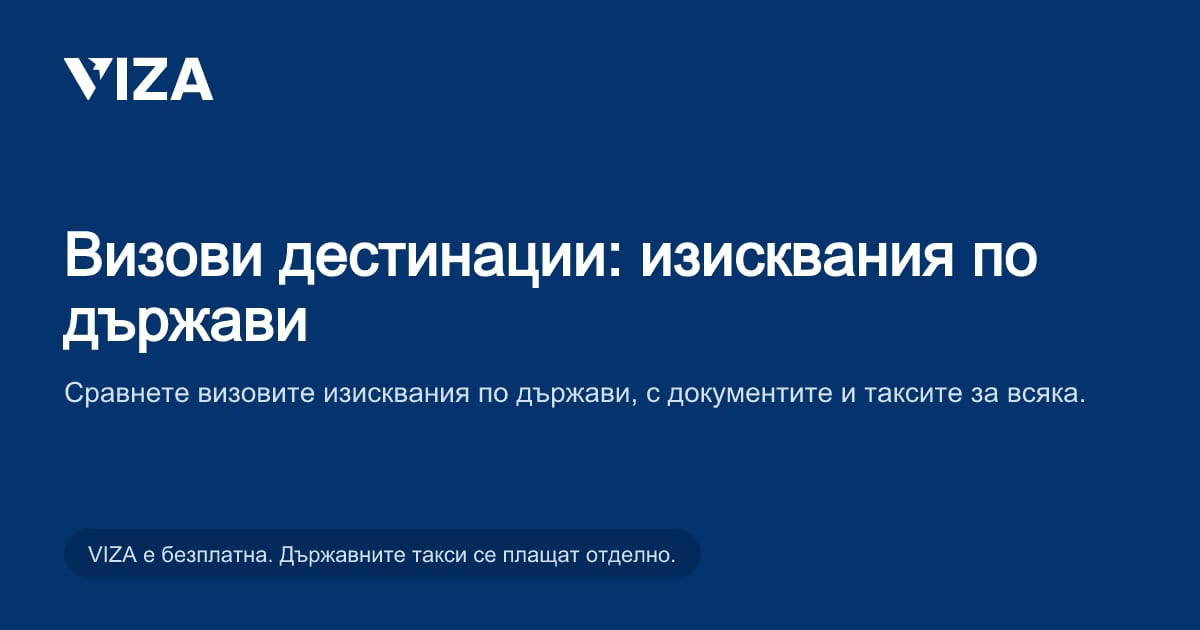 VIZA
Визови дестинации: изисквания по
държави
Сравнете визовите изисквания по държави, с документите и таксите за всяка.
VIZA е безплатна. Държавните такси се плащат отделно.